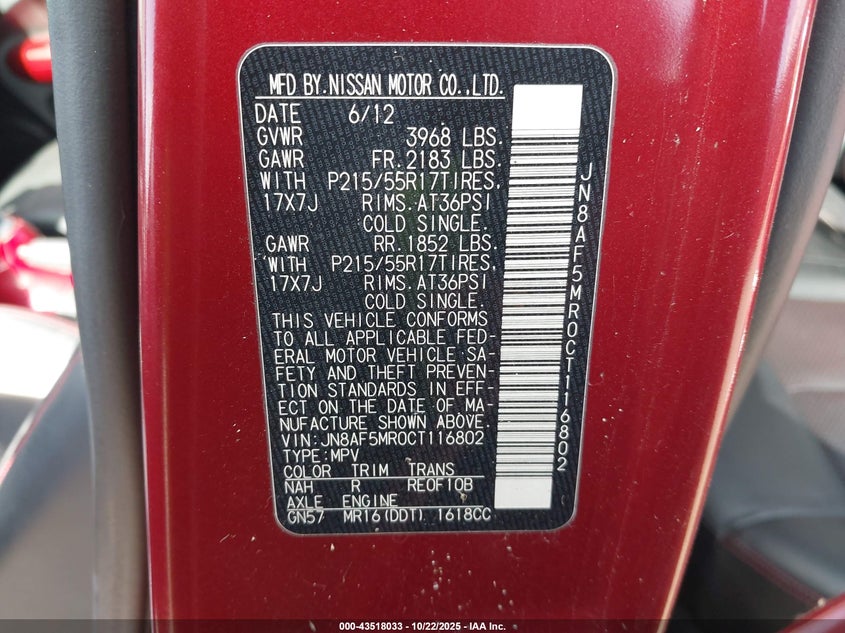 MFD BY.NISSAN MOTOR CO.,LTD.
DATE 6/12
GVWR 3968 LBS.
GAWR FR.2183 LBS.
WITH P215/55R17TIRES,
17X7J RIMS.AT36PSI
COLD SINGLE.
GAWR RR.1852 LBS.
WITH P215/55R17TIRES,
17X7J RIMS.AT36PSI
COLD SINGLE.
THIS VEHICLE CONFORMS
TO ALL APPLICABLE FED-
ERAL MOTOR VEHICLE SA-
FETY AND THEFT PREVEN-
TION STANDARDS IN EFF-
ECT ON THE DATE OF MA-
NUFACTURE SHOWN ABOVE.
VIN:JN8AF5MR0CT116802
TYPE:MPV
COLOR TRIM TRANS
NAH R RE0F10B
AXLE ENGINE
GN57 MR16(DDT) 1618CC
JN8AF5MR0CT116802
000-43518033 - 10/22/2025 - IAA Inc.